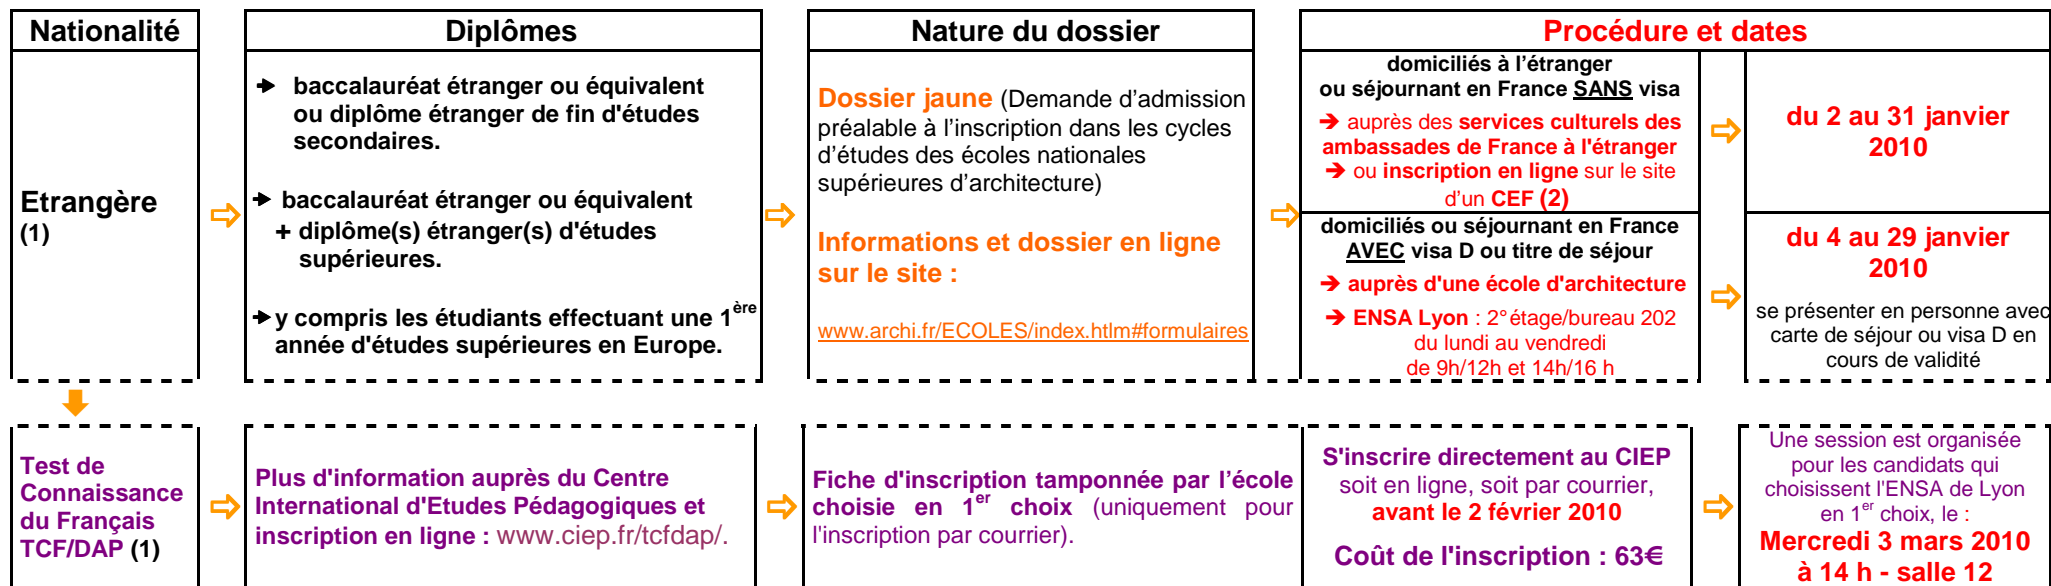 Nationalité
Diplômes
Nature du dossier
Procédure et dates
Etrangère
(1)
➔ baccalauréat étranger ou équivalent
ou diplôme étranger de fin d'études
secondaires.
➔ baccalauréat étranger ou équivalent
+ diplôme(s) étranger(s) d'études
supérieures.
➔ y compris les étudiants effectuant une 1ère
année d'études supérieures en Europe.
Dossier jaune (Demande d'admission
préalable à l'inscription dans les cycles
d'études des écoles nationales
supérieures d'architecture)
Informations et dossier en ligne
sur le site :
www.archi.fr/ECOLES/index.htlm#formulaires
domiciliés à l'étranger
ou séjournant en France SANS visa
➔ auprès des services culturels des
ambassades de France à l'étranger
➔ ou inscription en ligne sur le site
d'un CEF (2)
du 2 au 31 janvier
2010
domiciliés ou séjournant en France
AVEC visa D ou titre de séjour
➔ auprès d'une école d'architecture
➔ ENSA Lyon : 2° étage/bureau 202
du lundi au vendredi
de 9h/12h et 14h/16 h
du 4 au 29 janvier
2010
se présenter en personne avec
carte de séjour ou visa D en
cours de validité
Test de
Connaissance
du Français
TCF/DAP (1)
Plus d'information auprès du Centre
International d'Etudes Pédagogiques et
inscription en ligne : www.ciep.fr/tcfdap/.
Fiche d'inscription tamponnée par l'école
choisie en 1er choix (uniquement pour
l'inscription par courrier).
S'inscrire directement au CIEP
soit en ligne, soit par courrier,
avant le 2 février 2010
Coût de l'inscription : 63€
Une session est organisée
pour les candidats qui
choisissent l'ENSA de Lyon
en 1er choix, le :
Mercredi 3 mars 2010
à 14 h - salle 12